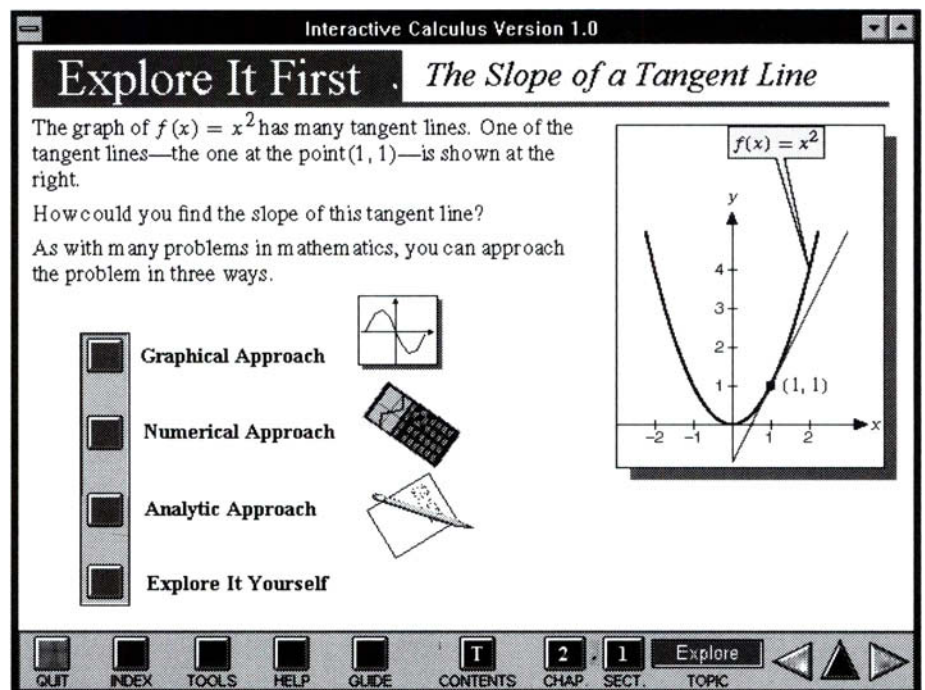 Interactive Calculus Version 1.0
Explore It First
The Slope of a Tangent Line
The graph of f (x) = x² has many tangent lines. One of the
tangent lines—the one at the point (1, 1)—is shown at the
right.
How could you find the slope of this tangent line?
As with many problems in mathematics, you can approach
the problem in three ways.
Graphical Approach
Numerical Approach
Analytic Approach
Explore It Yourself
f(x) = x²
y
4
3
2
1
(1, 1)
x
-2 -1 1 2
T 2 1 Explore
QUIT INDEX TOOLS HELP GUIDE CONTENTS CHAP. SECT. TOPIC